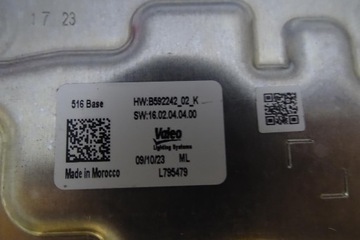 17 23
516 Base
HW:B592242_02_K
SW:16.02.04.04.00
Valeo
Lighting Systems
09/10/23 ML
Made in Morocco
L795479